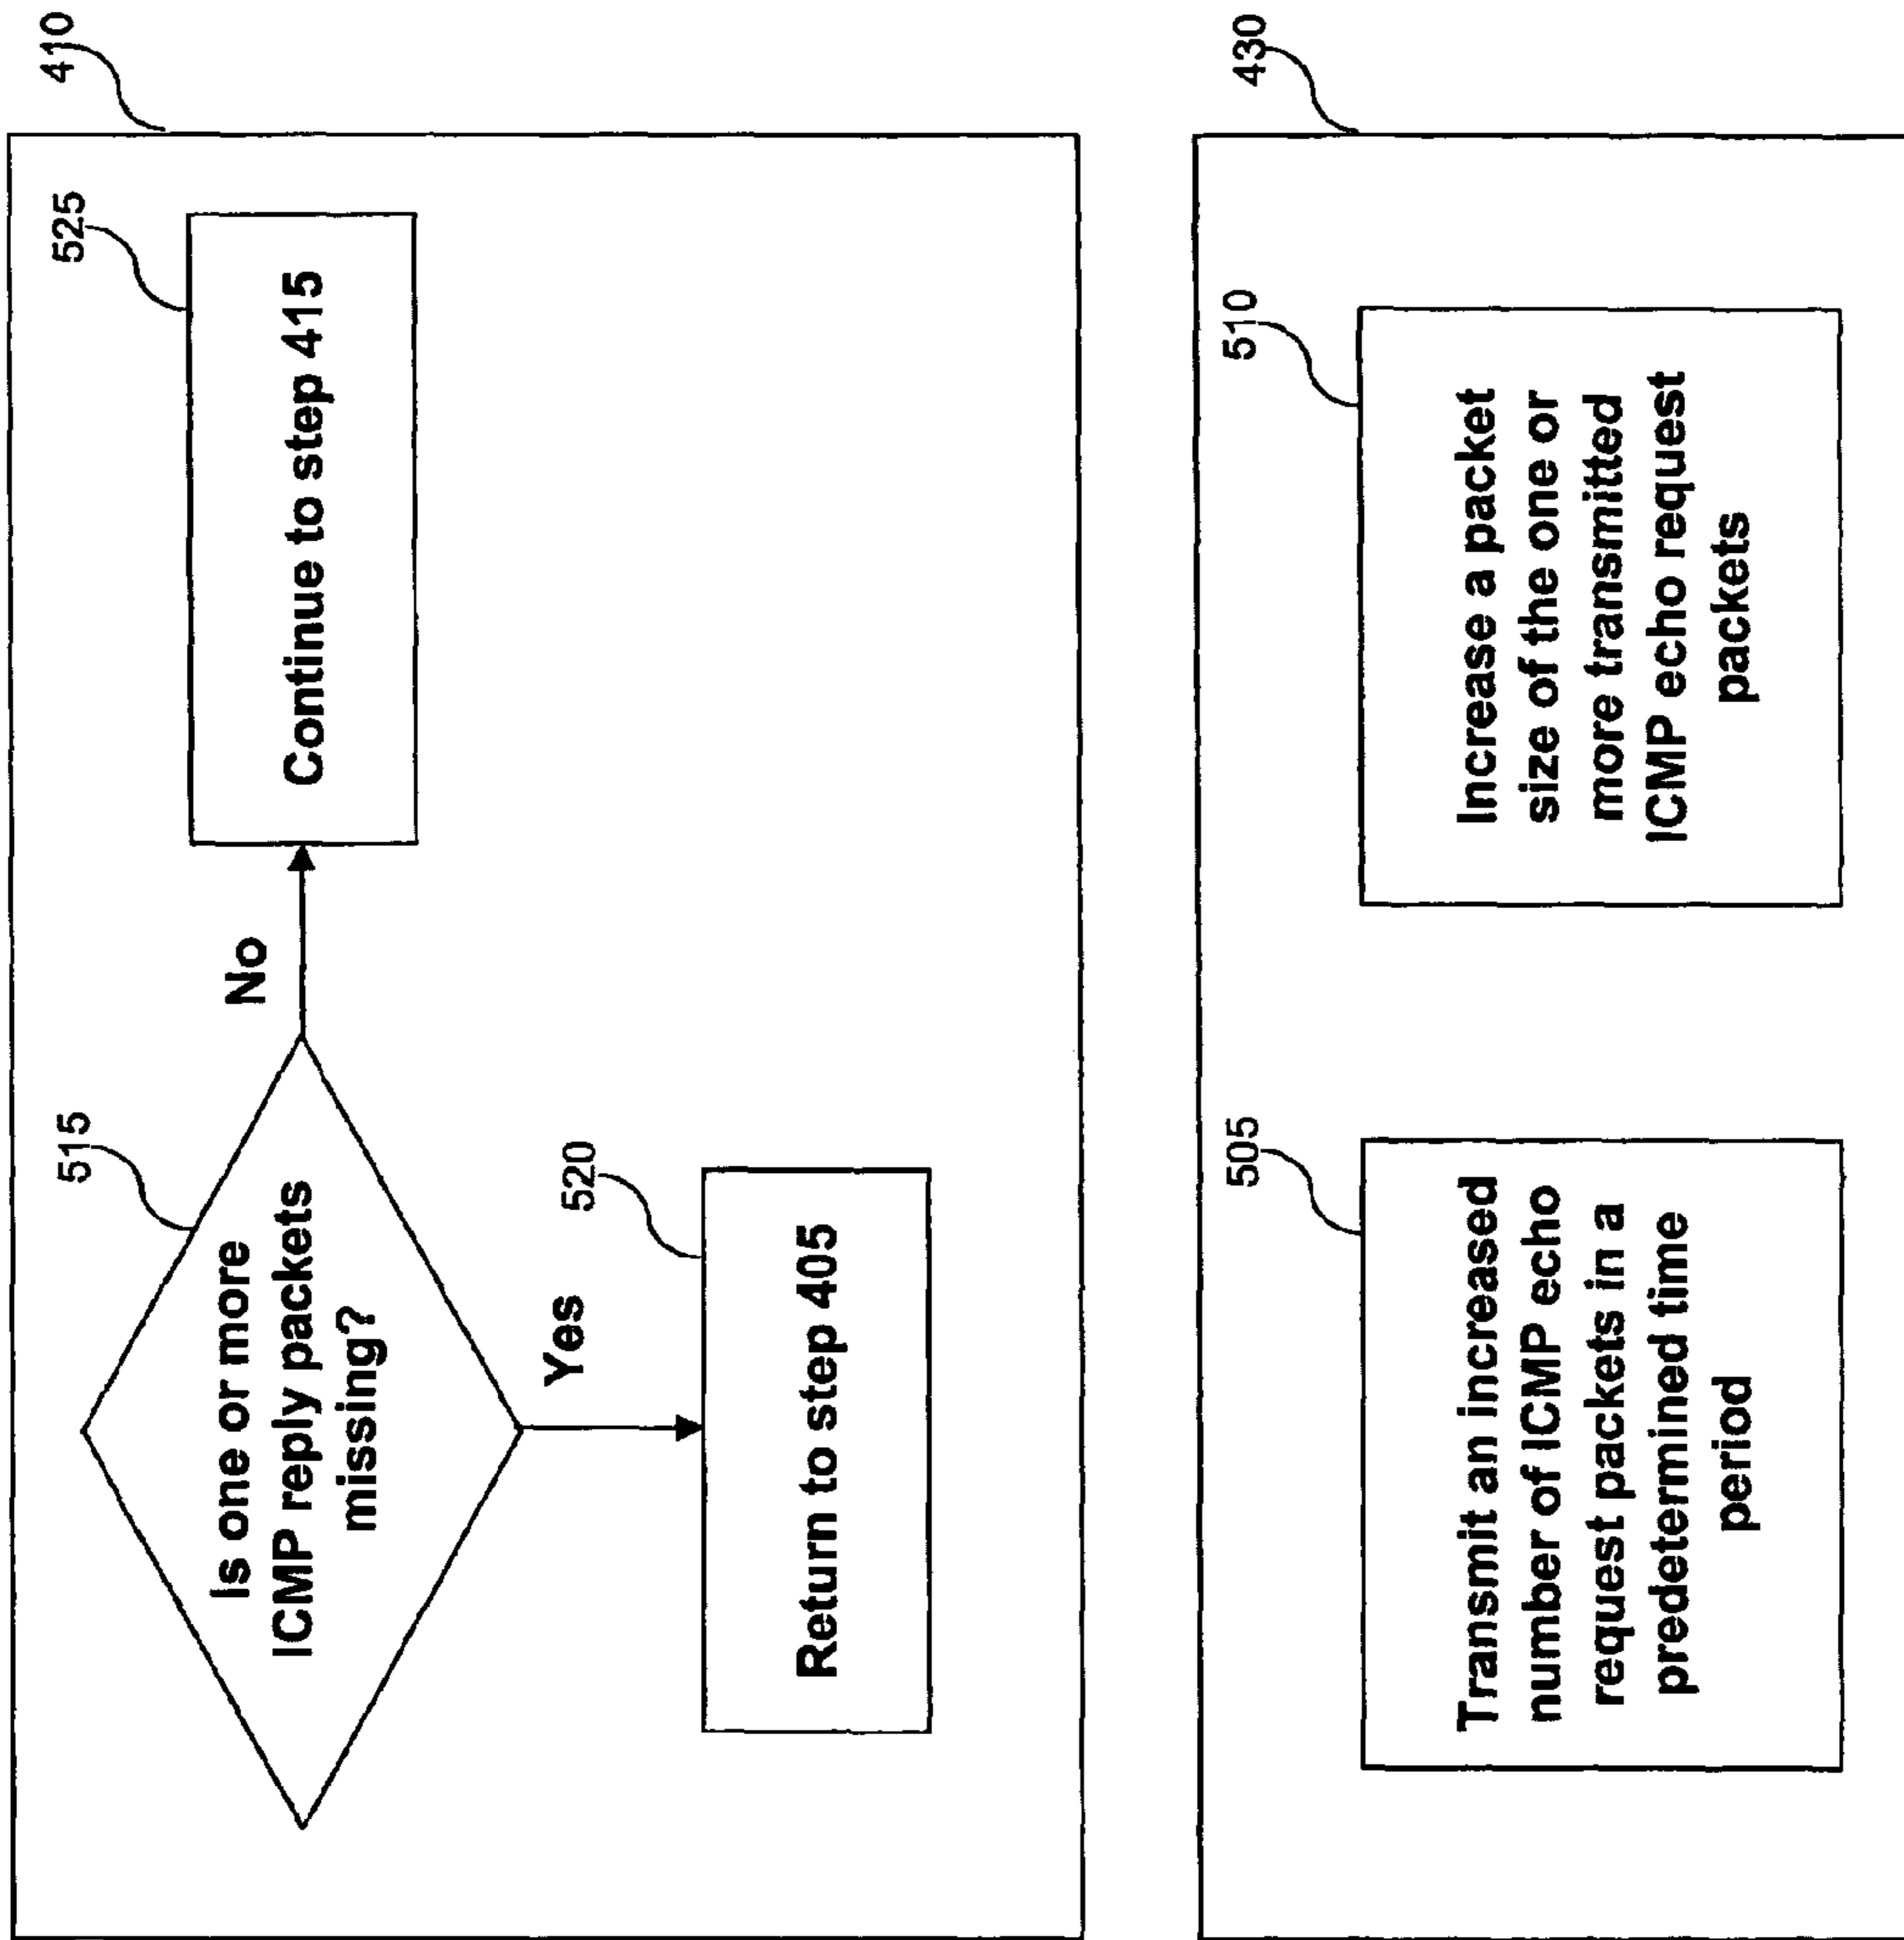 410
515
Is one or more
ICMP reply packets
missing?
No
525
Continue to step 415
Yes
520
Return to step 405
430
505
Transmit an increased
number of ICMP echo
request packets in a
predetermined time
period
510
Increase a packet
size of the one or
more transmitted
ICMP echo request
packets